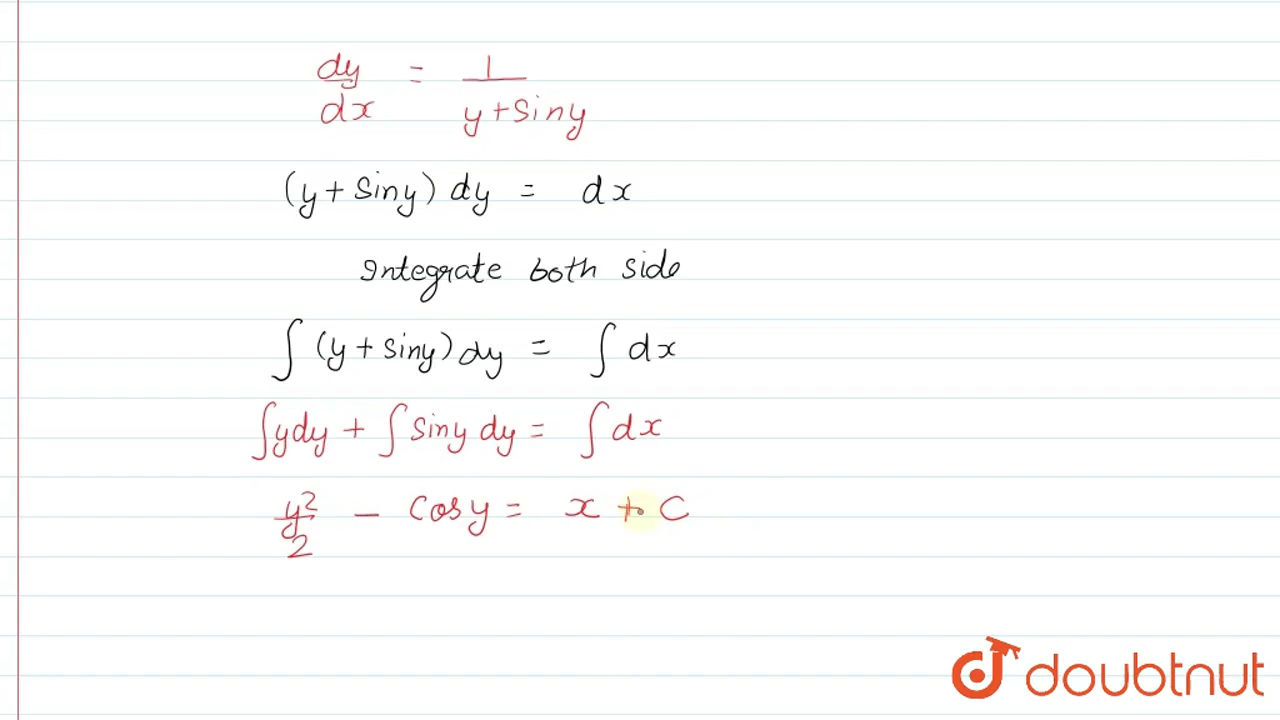 dy/dx = 1/(y + Siny)
(y + Siny) dy = dx
Integrate both side
∫ (y + Siny) dy = ∫ dx
∫ydy + ∫ Siny dy = ∫ dx
y²/2 - Cosy = x + C
doubtnut